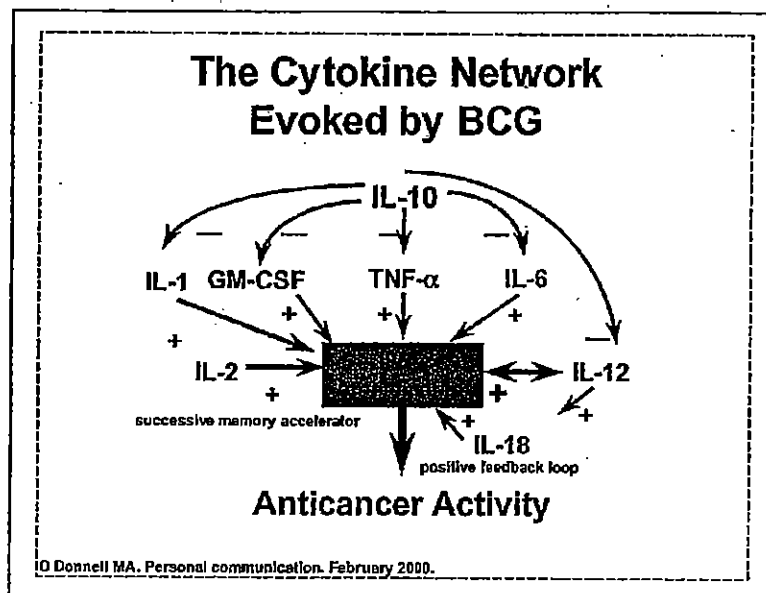 The Cytokine Network
Evoked by BCG
IL-10
— — — —
IL-1 GM-CSF TNF-α IL-6
+ + + +
—
IL-2 IL-12
+ + +
successive memory accelerator
+
IL-18
positive feedback loop
Anticancer Activity
O Donnell MA. Personal communication. February 2000.